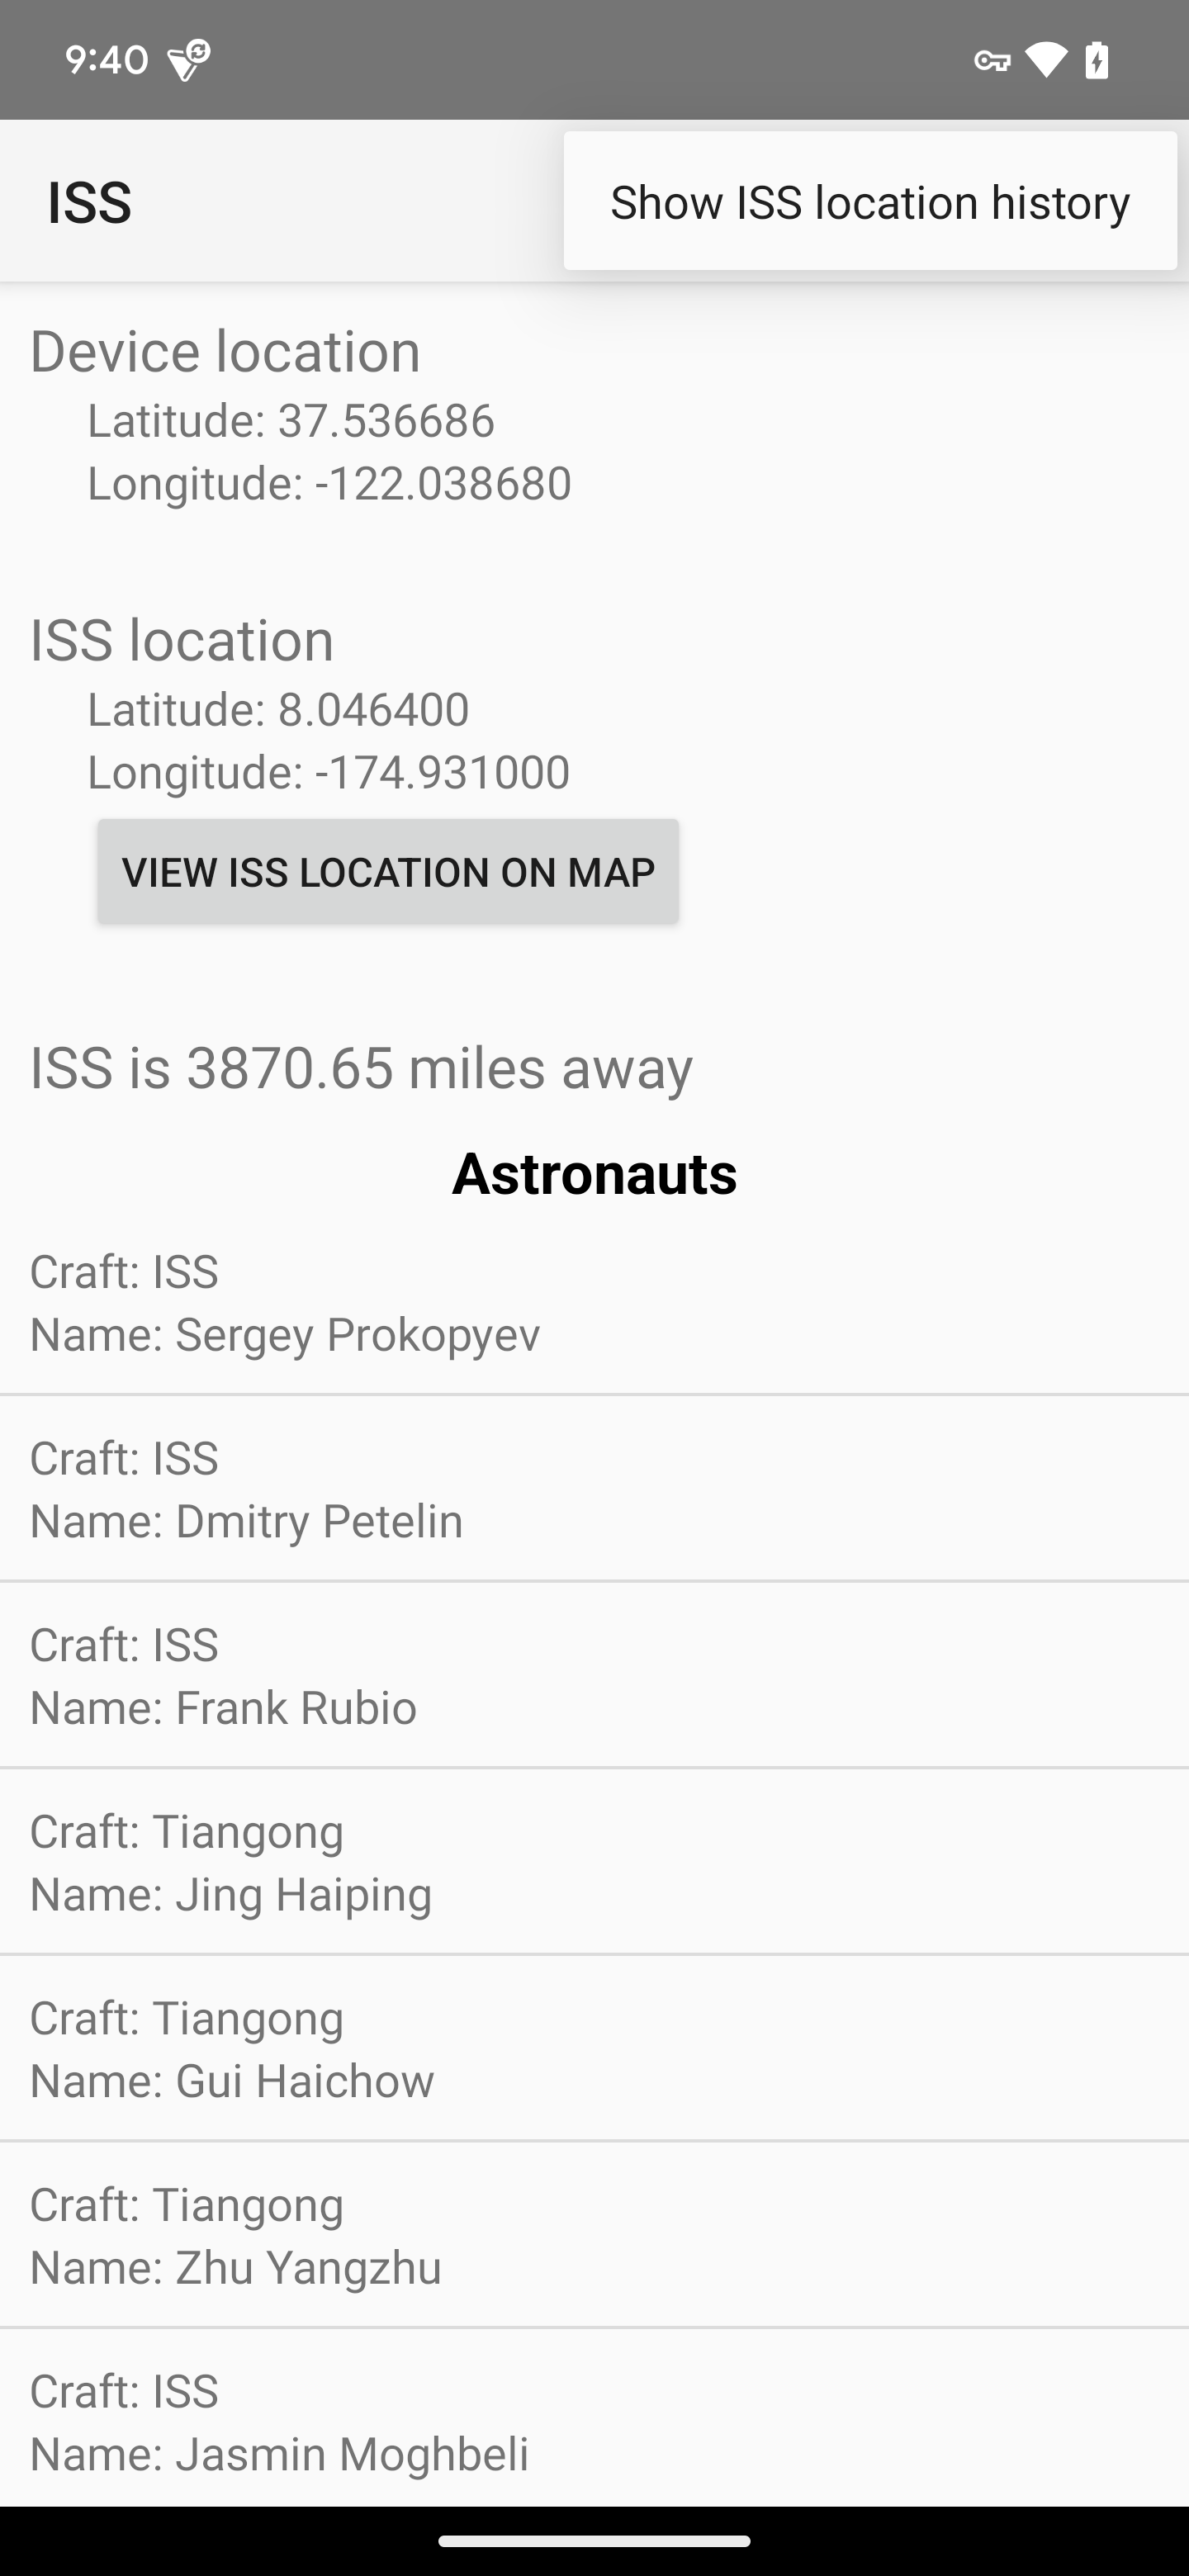 9:40
ISS
Show ISS location history
Device location
Latitude: 37.536686
Longitude: -122.038680
ISS location
Latitude: 8.046400
Longitude: -174.931000
VIEW ISS LOCATION ON MAP
ISS is 3870.65 miles away
Astronauts
Craft: ISS
Name: Sergey Prokopyev
Craft: ISS
Name: Dmitry Petelin
Craft: ISS
Name: Frank Rubio
Craft: Tiangong
Name: Jing Haiping
Craft: Tiangong
Name: Gui Haichow
Craft: Tiangong
Name: Zhu Yangzhu
Craft: ISS
Name: Jasmin Moghbeli